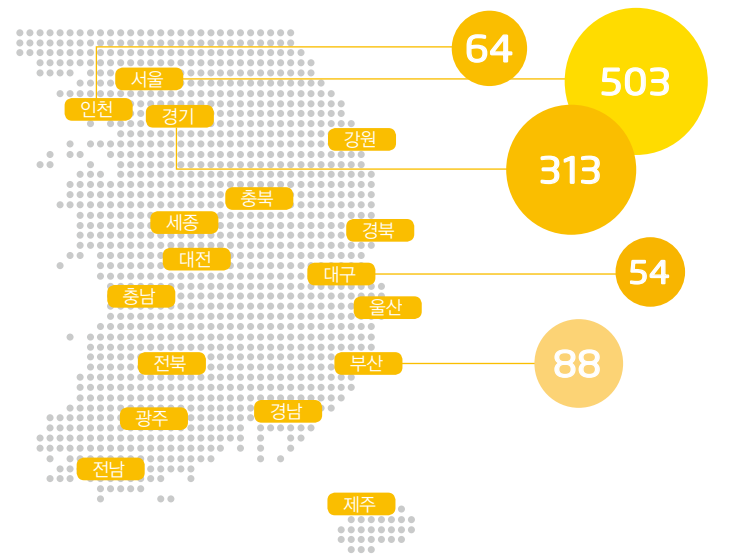 64
서울
503
인천
경기
강원
313
충북
세종
경북
대전
대구
54
충남
울산
전북
부산
88
광주
경남
전남
제주